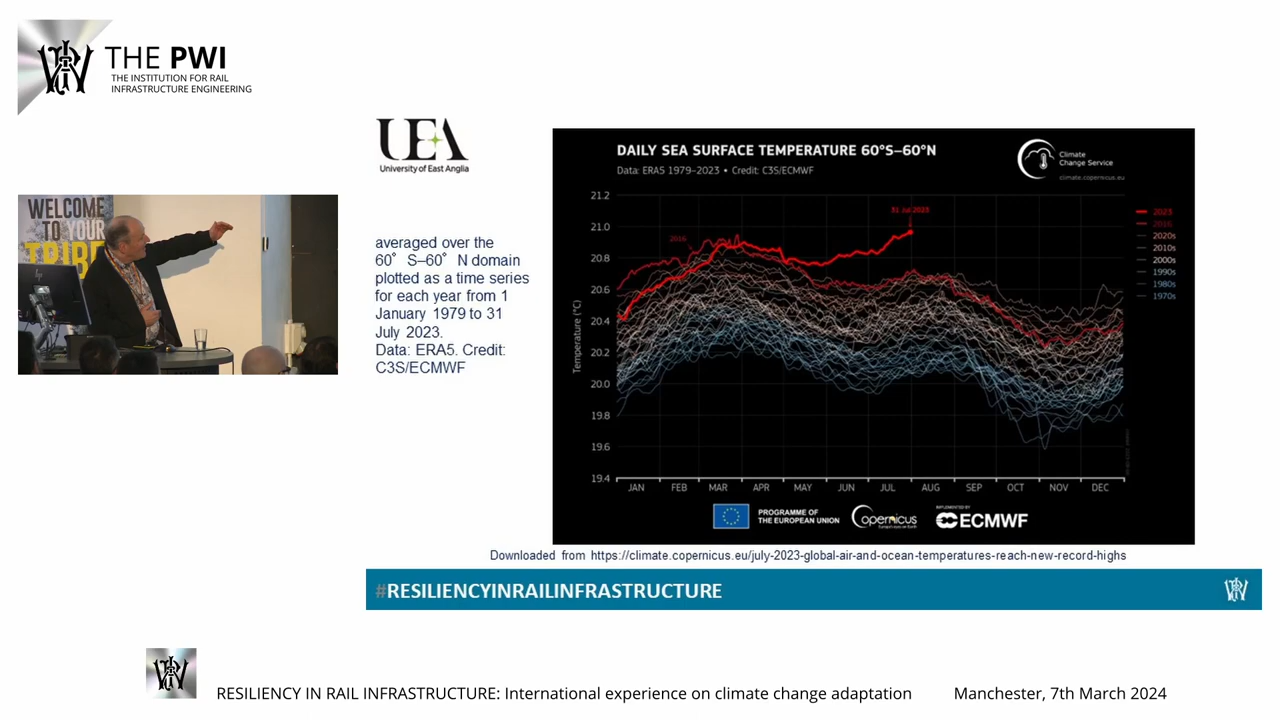 THE PWI
THE INSTITUTION FOR RAIL
INFRASTRUCTURE ENGINEERING
UEA
University of East Anglia
WELCOME
TO YOUR
TRIBE
averaged over the
60° S–60° N domain
plotted as a time series
for each year from 1
January 1979 to 31
July 2023.
Data: ERA5. Credit:
C3S/ECMWF
DAILY SEA SURFACE TEMPERATURE 60°S–60°N
Data: ERA5 1979–2023 • Credit: C3S/ECMWF
Climate
Change Service
climate.copernicus.eu
21.2
21.0
20.8
20.6
20.4
20.2
20.0
19.8
19.6
19.4
Temperature (°C)
2016
31 Jul 2023
2023
2016
2020s
2010s
2000s
1990s
1980s
1970s
JAN FEB MAR APR MAY JUN JUL AUG SEP OCT NOV DEC
PROGRAMME OF
THE EUROPEAN UNION
Copernicus
IMPLEMENTED BY
ECMWF
Downloaded from https://climate.copernicus.eu/july-2023-global-air-and-ocean-temperatures-reach-new-record-highs
#RESILIENCYINRAILINFRASTRUCTURE
RESILIENCY IN RAIL INFRASTRUCTURE: International experience on climate change adaptation Manchester, 7th March 2024